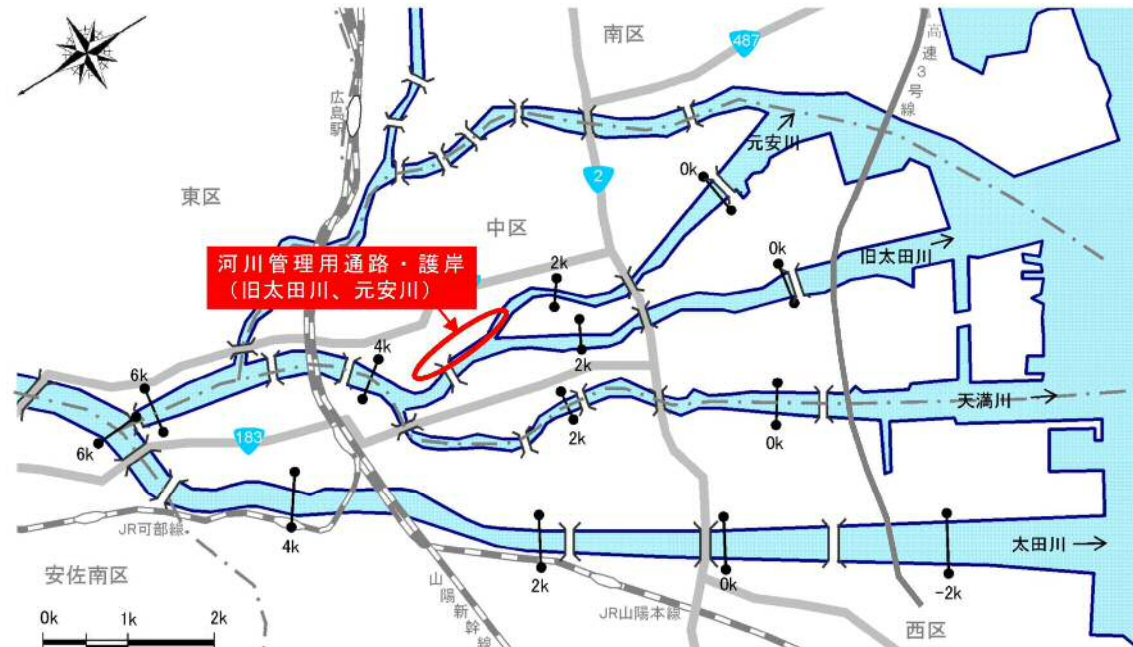 南区
487
高速3号線
広島駅
元安川
0k
2
東区
中区
河川管理用通路・護岸
（旧太田川、元安川）
2k
0k
旧太田川
4k
2k
6k
6k
183
2k
0k
天満川
JR可部線
4k
2k
0k
-2k
太田川
安佐南区
山陽新幹線
JR山陽本線
西区
0k 1k 2k